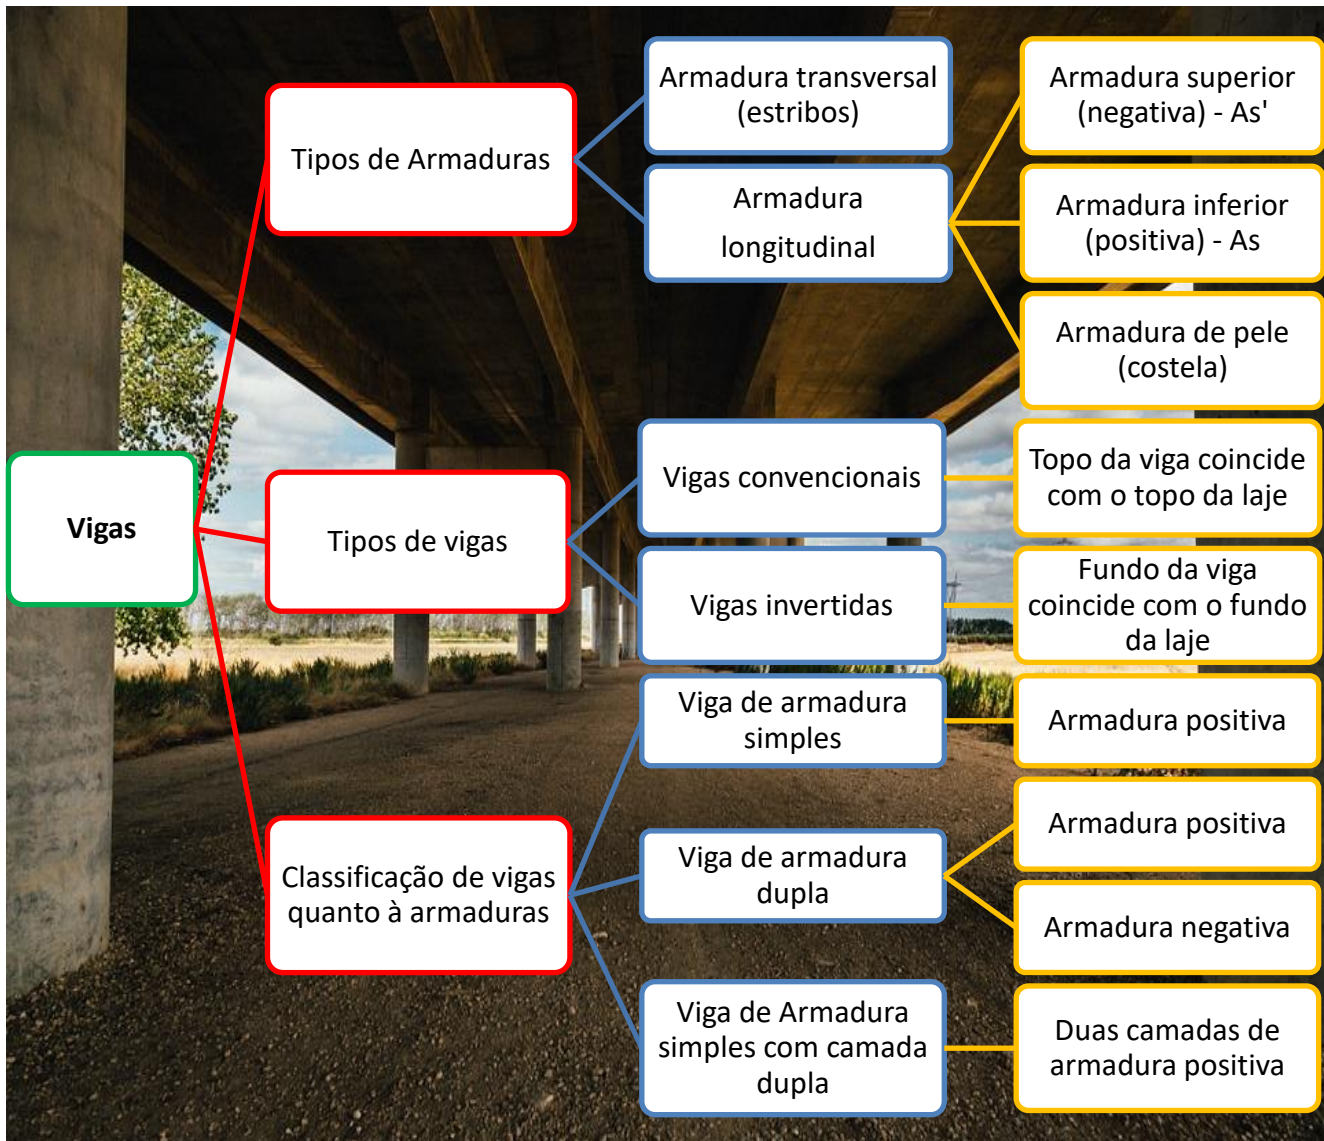 Vigas
Tipos de Armaduras
Armadura transversal
(estribos)
Armadura
longitudinal
Armadura superior
(negativa) - As'
Armadura inferior
(positiva) - As
Armadura de pele
(costela)
Tipos de vigas
Vigas convencionais
Topo da viga coincide
com o topo da laje
Vigas invertidas
Fundo da viga
coincide com o fundo
da laje
Classificação de vigas
quanto à armaduras
Viga de armadura
simples
Armadura positiva
Viga de armadura
dupla
Armadura positiva
Armadura negativa
Viga de Armadura
simples com camada
dupla
Duas camadas de
armadura positiva